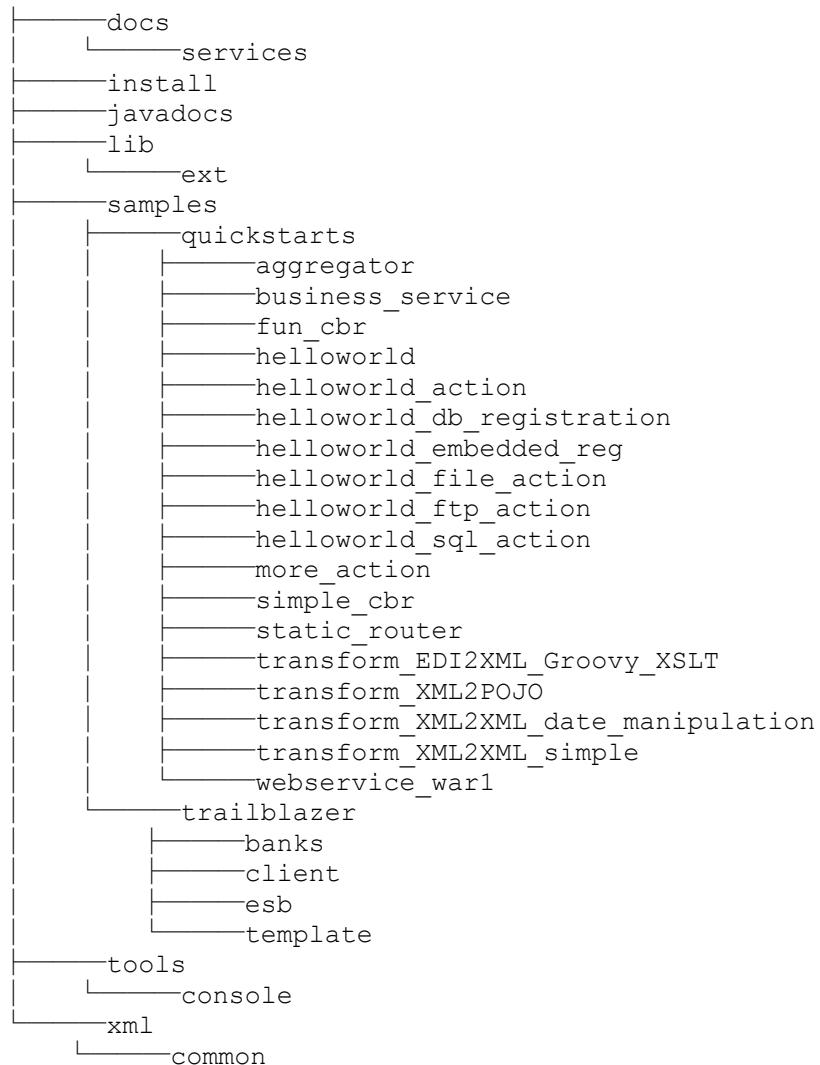 docs
services
install
javadocs
lib
ext
samples
quickstarts
aggregator
business_service
fun_cbr
helloworld
helloworld_action
helloworld_db_registration
helloworld_embedded_reg
helloworld_file_action
helloworld_ftp_action
helloworld_sql_action
more_action
simple_cbr
static_router
transform_EDI2XML_Groovy_XSLT
transform_XML2POJO
transform_XML2XML_date_manipulation
transform_XML2XML_simple
webservice_war1
trailblazer
banks
client
esb
template
tools
console
xml
common